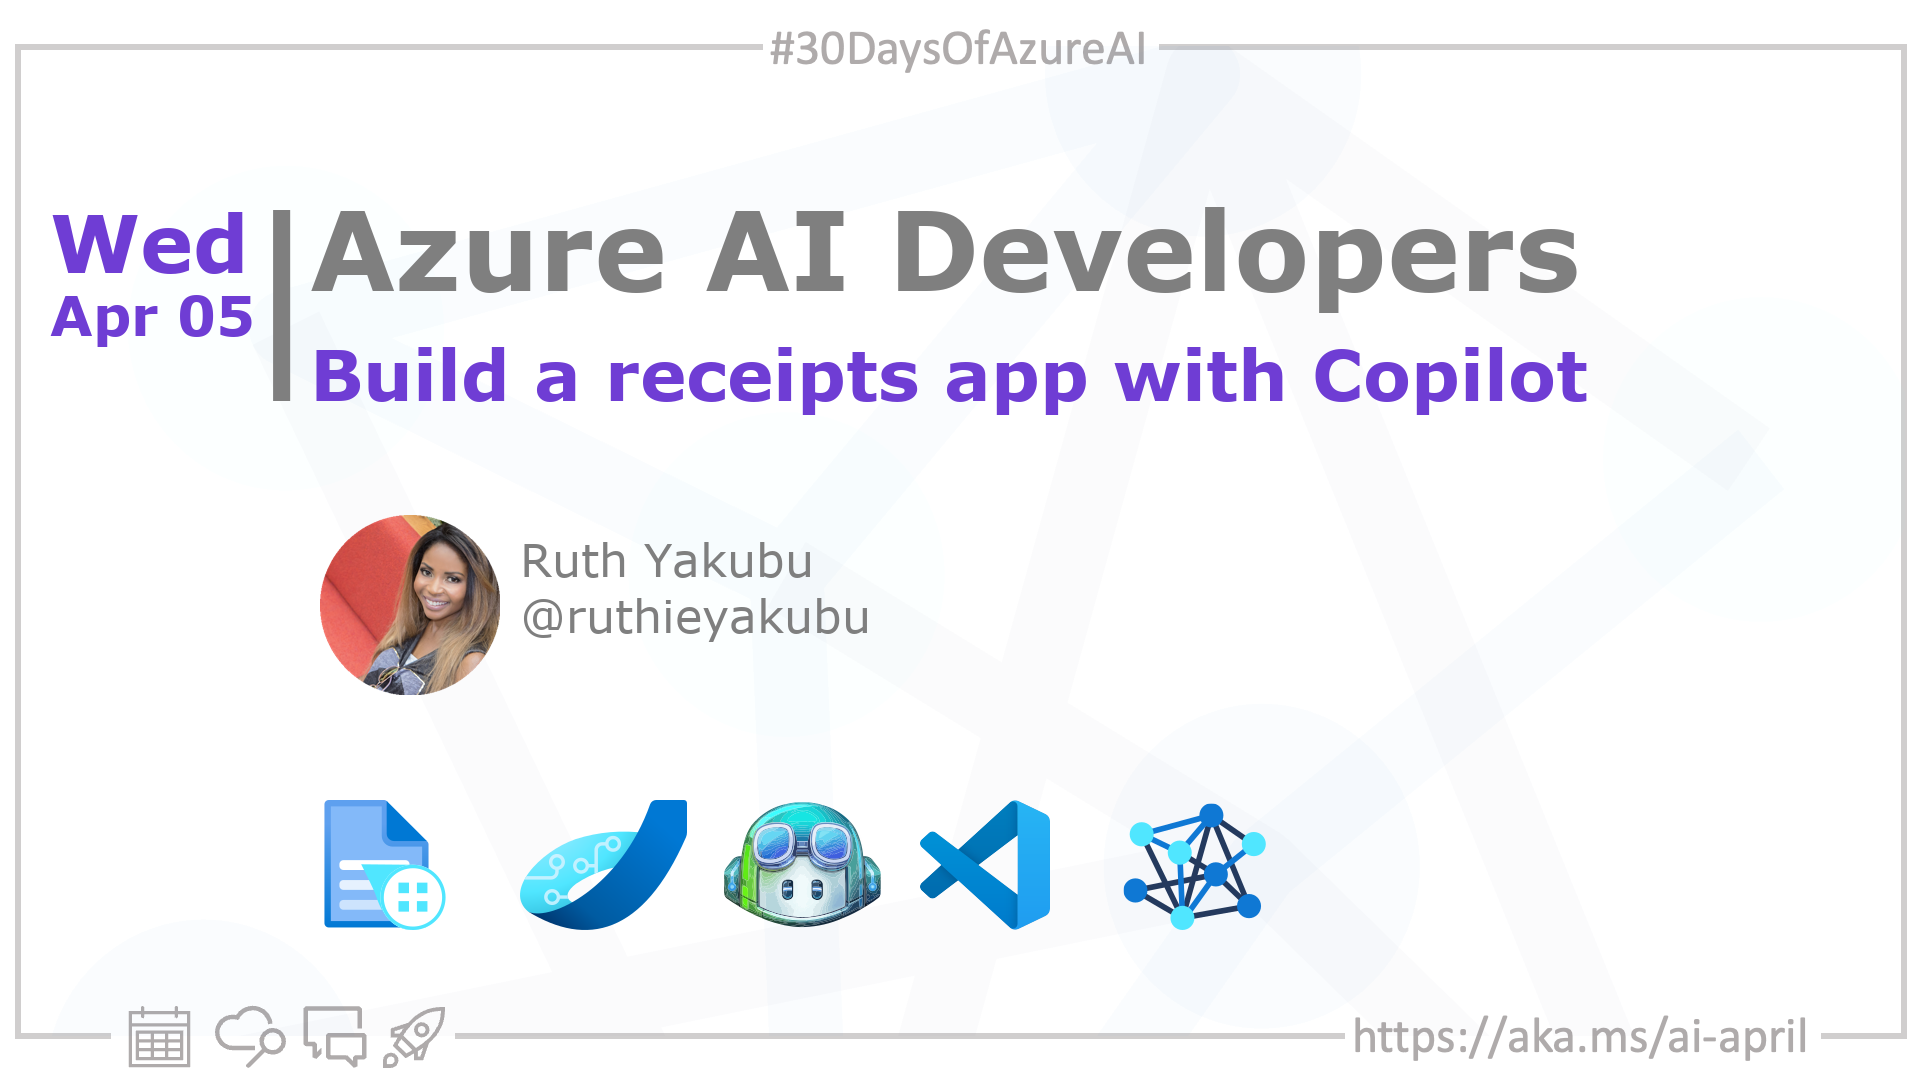 #30DaysOfAzureAI
Wed
Apr 05
Azure AI Developers
Build a receipts app with Copilot
Ruth Yakubu
@ruthieyakubu
https://aka.ms/ai-april